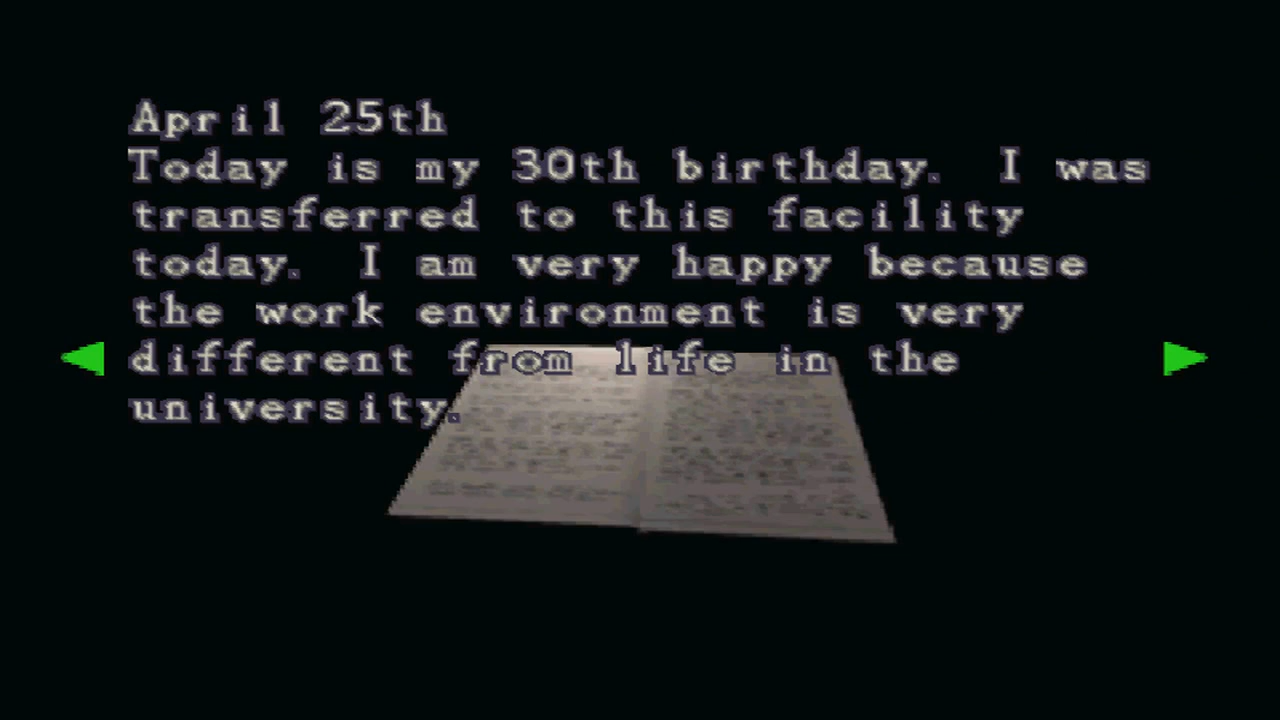 April 25th
Today is my 30th birthday. I was
transferred to this facility
today. I am very happy because
the work environment is very
different from life in the
university.